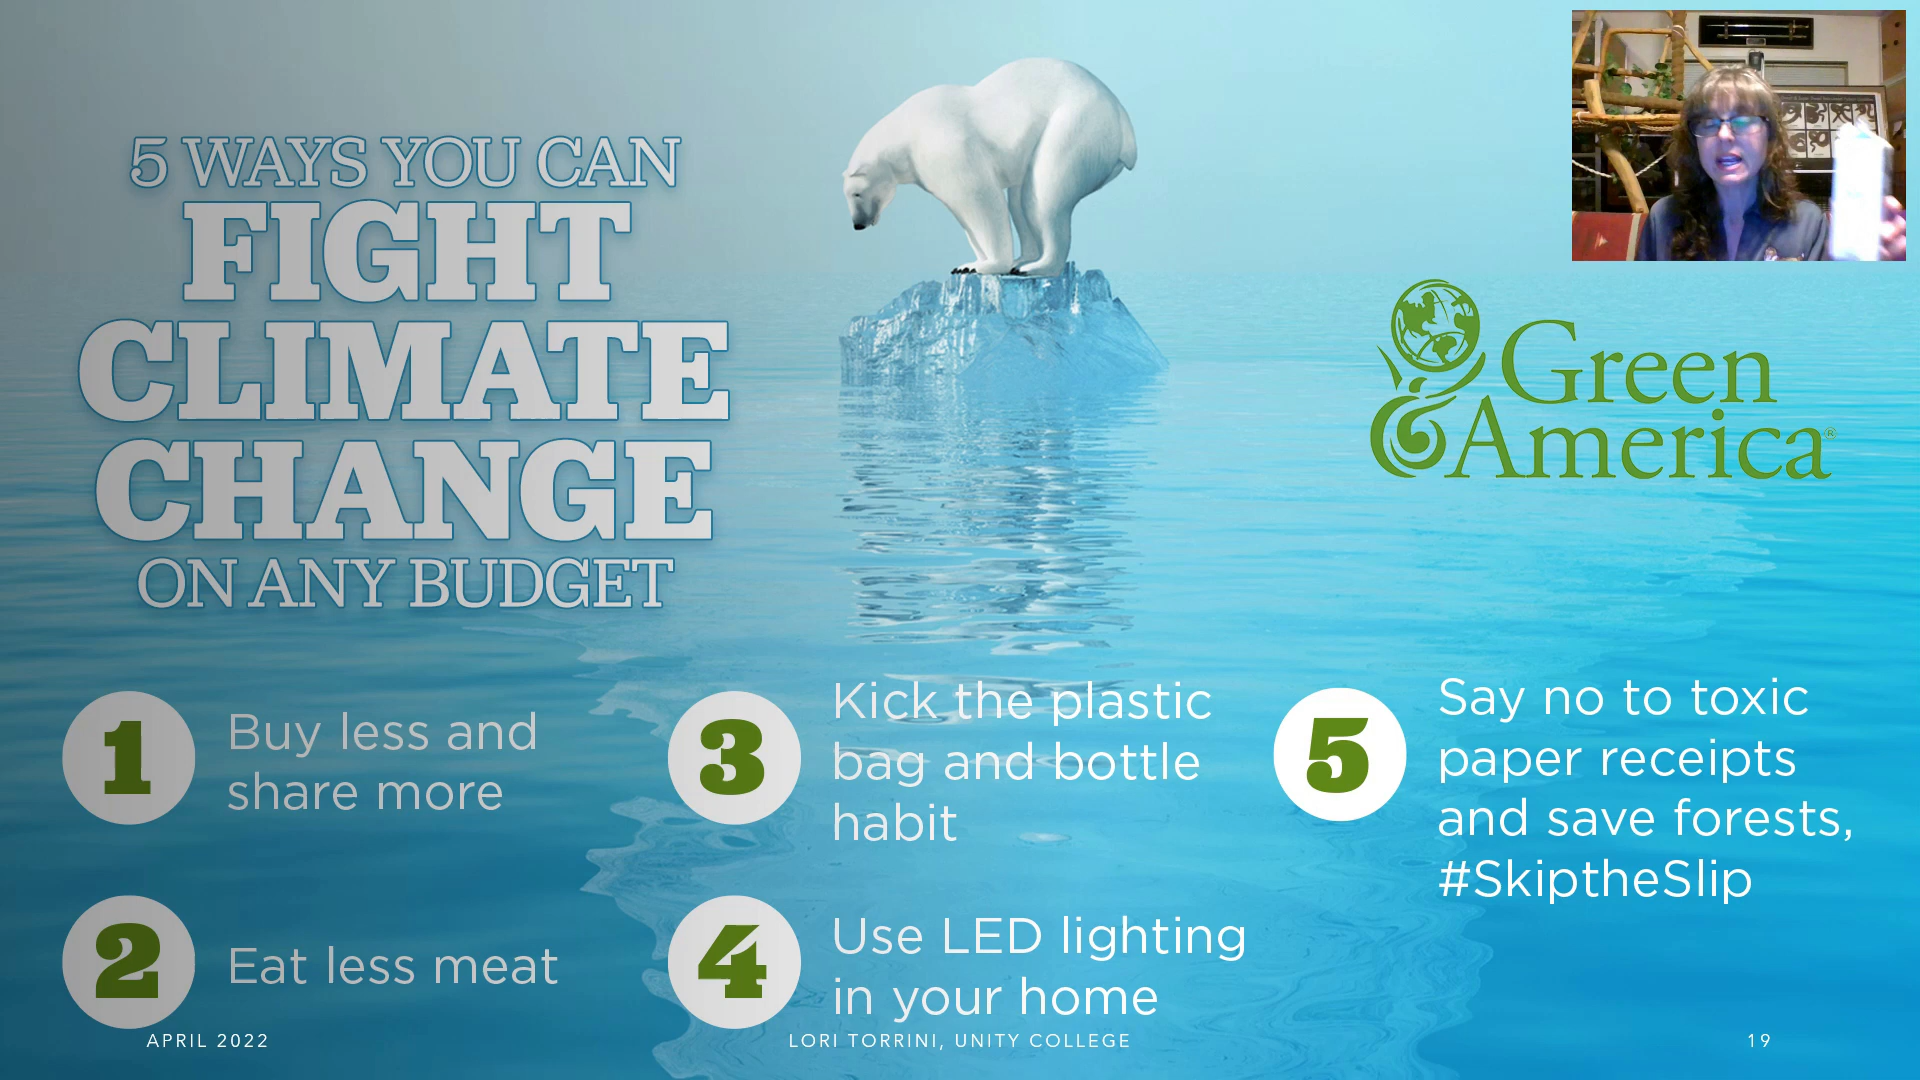 5 WAYS YOU CAN
FIGHT
CLIMATE
CHANGE
ON ANY BUDGET
Green
America®
1
Buy less and
share more
2
Eat less meat
3
Kick the plastic
bag and bottle
habit
4
Use LED lighting
in your home
5
Say no to toxic
paper receipts
and save forests,
#SkiptheSlip
APRIL 2022
LORI TORRINI, UNITY COLLEGE
19